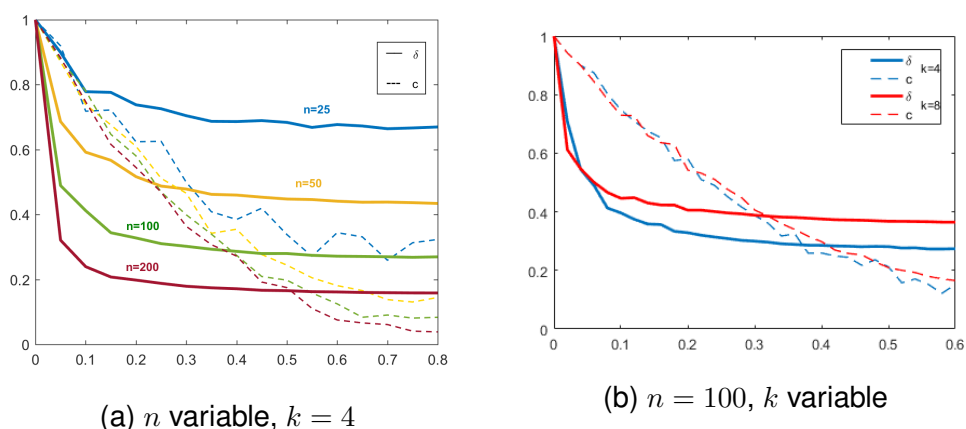 1
0.8
0.6
0.4
0.2
0
0 0.1 0.2 0.3 0.4 0.5 0.6 0.7 0.8
δ
c
n=25
n=50
n=100
n=200
(a) n variable, k = 4
1
0.8
0.6
0.4
0.2
0
0 0.1 0.2 0.3 0.4 0.5 0.6
δ
k=4
c
δ
k=8
c
(b) n = 100, k variable